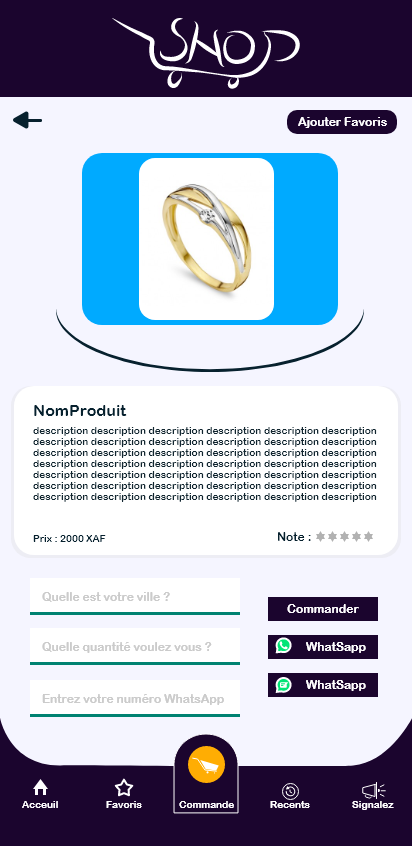 SHOP
Ajouter Favoris
NomProduit
description description description description description description
description description description description description description
description description description description description description
description description description description description description
description description description description description description
description description description description description description
description description description description description description
Prix : 2000 XAF
Note :
Quelle est votre ville ?
Commander
Quelle quantité voulez vous ?
WhatSapp
Entrez votre numéro WhatsApp
WhatSapp
Acceuil
Favoris
Commande
Recents
Signalez